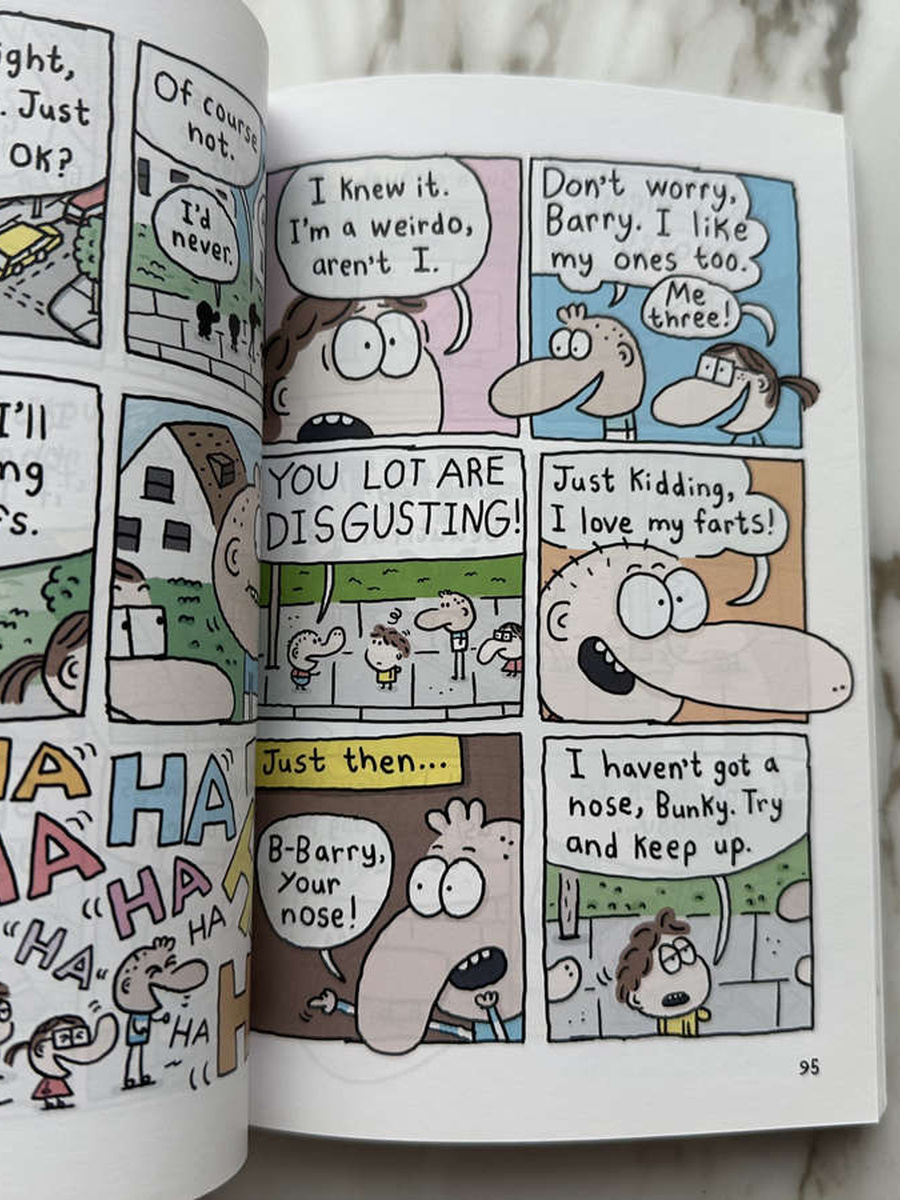 ight,
. Just
OK?
Of course
not.
I'd
never.
I'll
HA
HA
HA
"HA
HA
"HA"
HA
HA
I knew it.
I'm a weirdo,
aren't I.
Don't worry,
Barry. I like
my ones too.
Me
three!
YOU LOT ARE
DISGUSTING!
Just kidding,
I love my farts!
Just then...
B-Barry,
your
nose!
I haven't got a
nose, Bunky. Try
and keep up.
95